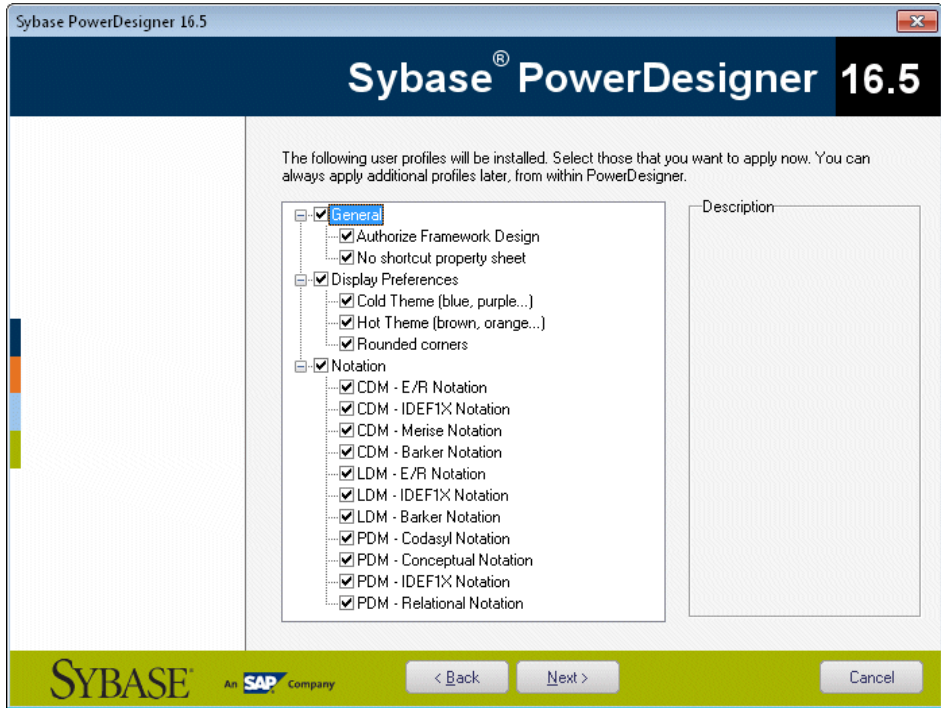 Sybase PowerDesigner 16.5
Sybase® PowerDesigner 16.5
The following user profiles will be installed. Select those that you want to apply now. You can
always apply additional profiles later, from within PowerDesigner.
General
Authorize Framework Design
No shortcut property sheet
Display Preferences
Cold Theme (blue, purple...)
Hot Theme (brown, orange...)
Rounded corners
Notation
CDM - E/R Notation
CDM - IDEF1X Notation
CDM - Merise Notation
CDM - Barker Notation
LDM - E/R Notation
LDM - IDEF1X Notation
LDM - Barker Notation
PDM - Codasyl Notation
PDM - Conceptual Notation
PDM - IDEF1X Notation
PDM - Relational Notation
Description
SYBASE An SAP Company
< Back
Next >
Cancel